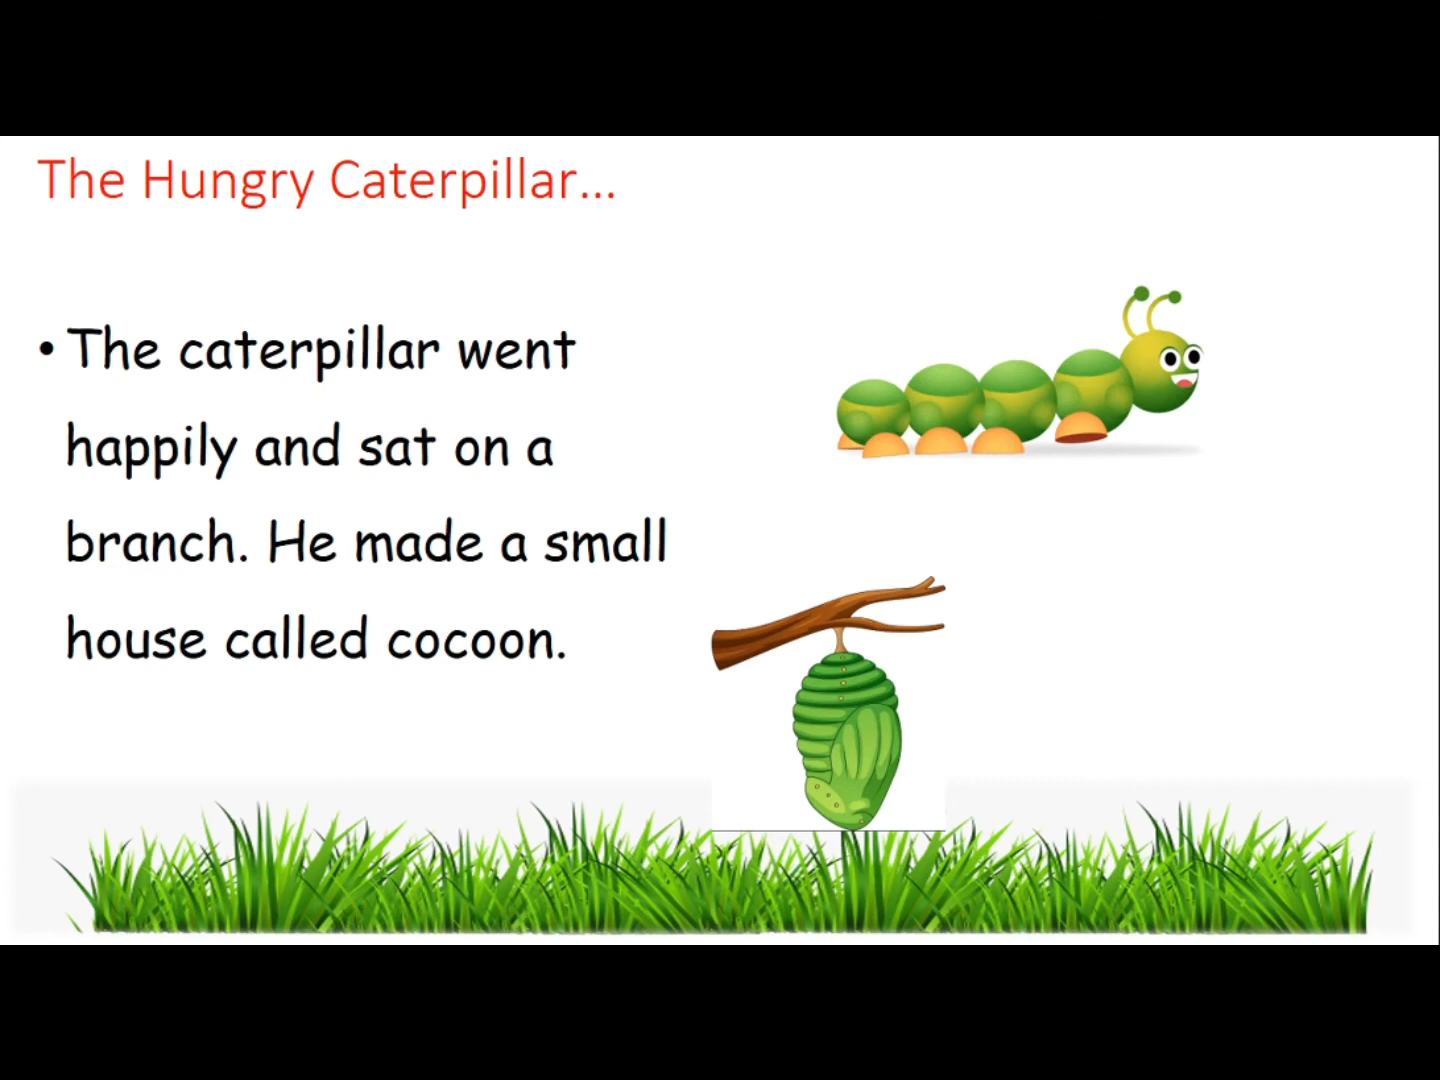 The Hungry Caterpillar...
• The caterpillar went
happily and sat on a
branch. He made a small
house called cocoon.